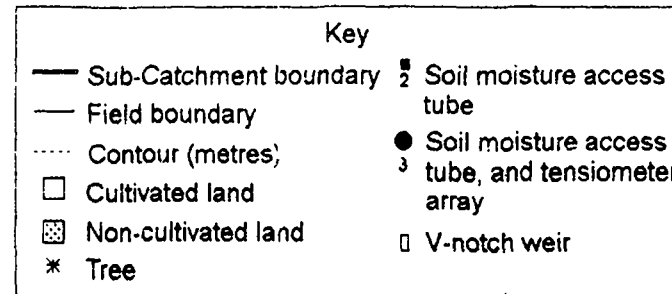 Key
Sub-Catchment boundary
Field boundary
Contour (metres)
Cultivated land
Non-cultivated land
Tree
2 Soil moisture access
tube
3 Soil moisture access
tube, and tensiometer
array
V-notch weir